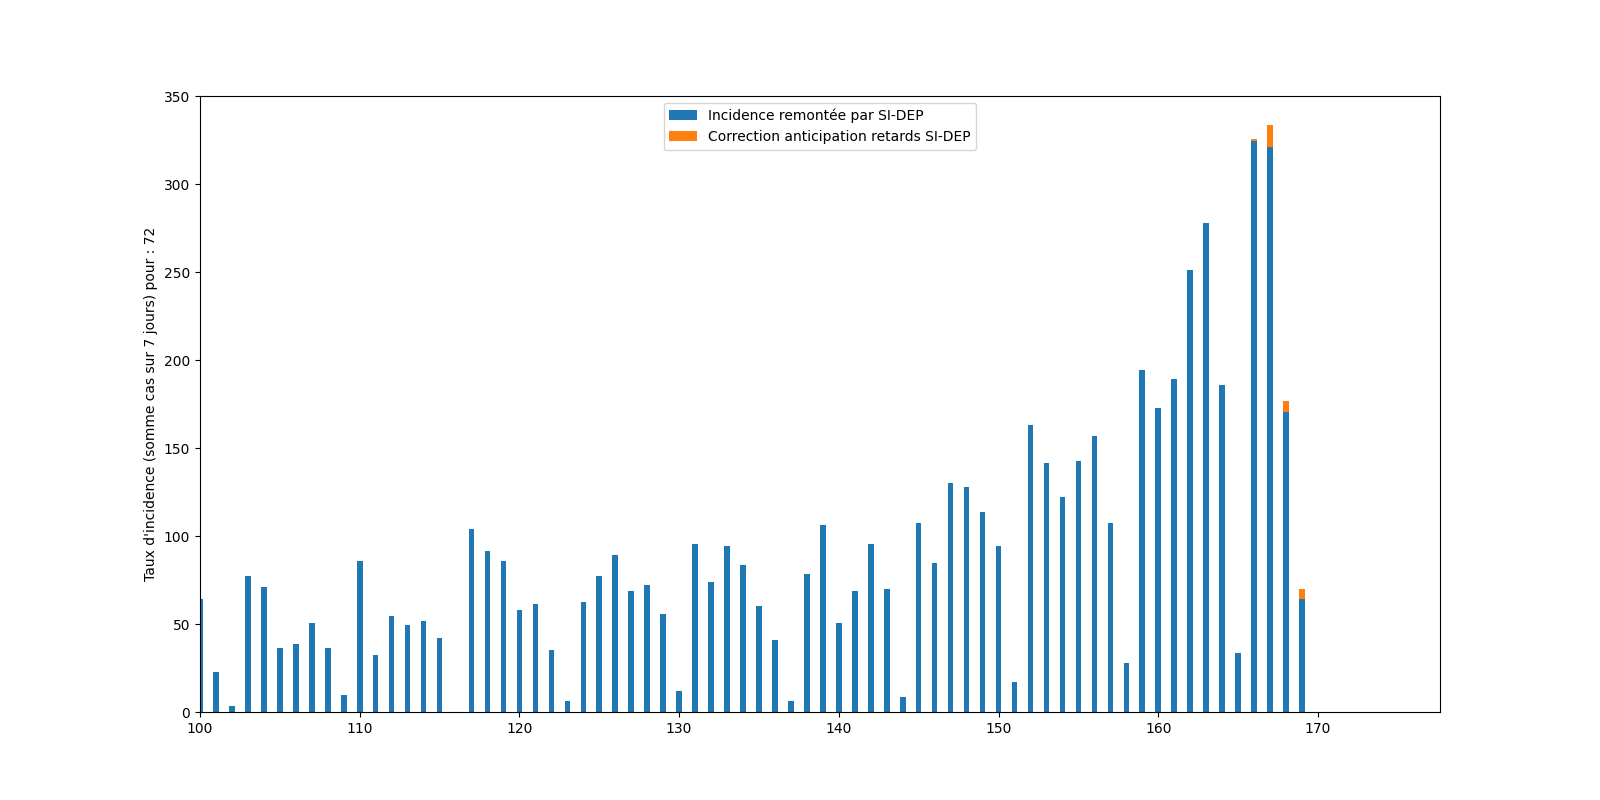 350
300
250
200
150
100
50
0
Taux d'incidence (somme cas sur 7 jours) pour : 72
Incidence remontée par SI-DEP
Correction anticipation retards SI-DEP
100 110 120 130 140 150 160 170